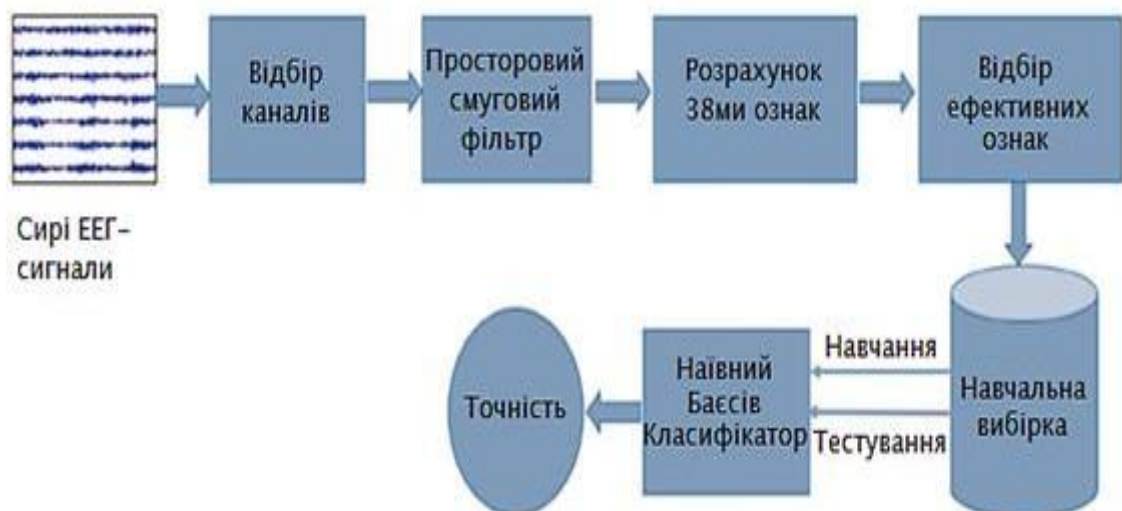 Відбір
каналів
Просторовий
смуговий
фільтр
Розрахунок
38ми ознак
Відбір
ефективних
ознак
Сирі ЕЕГ–
сигнали
Точність
Наївний
Баєсів
Класифікатор
Навчання
Тестування
Навчальна
вибірка